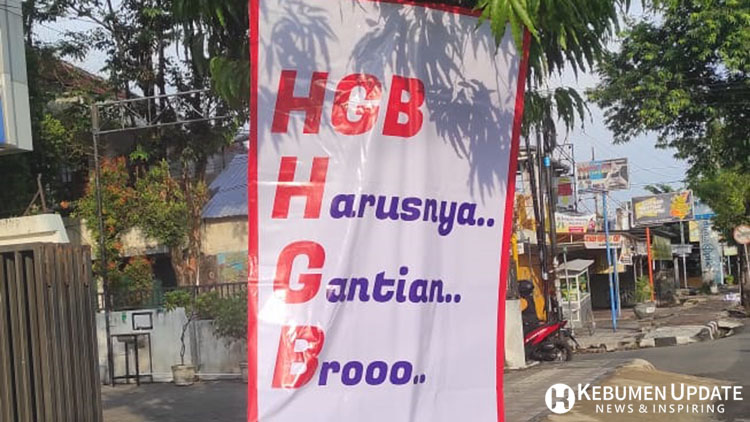 HGB
Harusnya..
Gantian..
Brooo..
KEBUMEN UPDATE
NEWS & INSPIRING